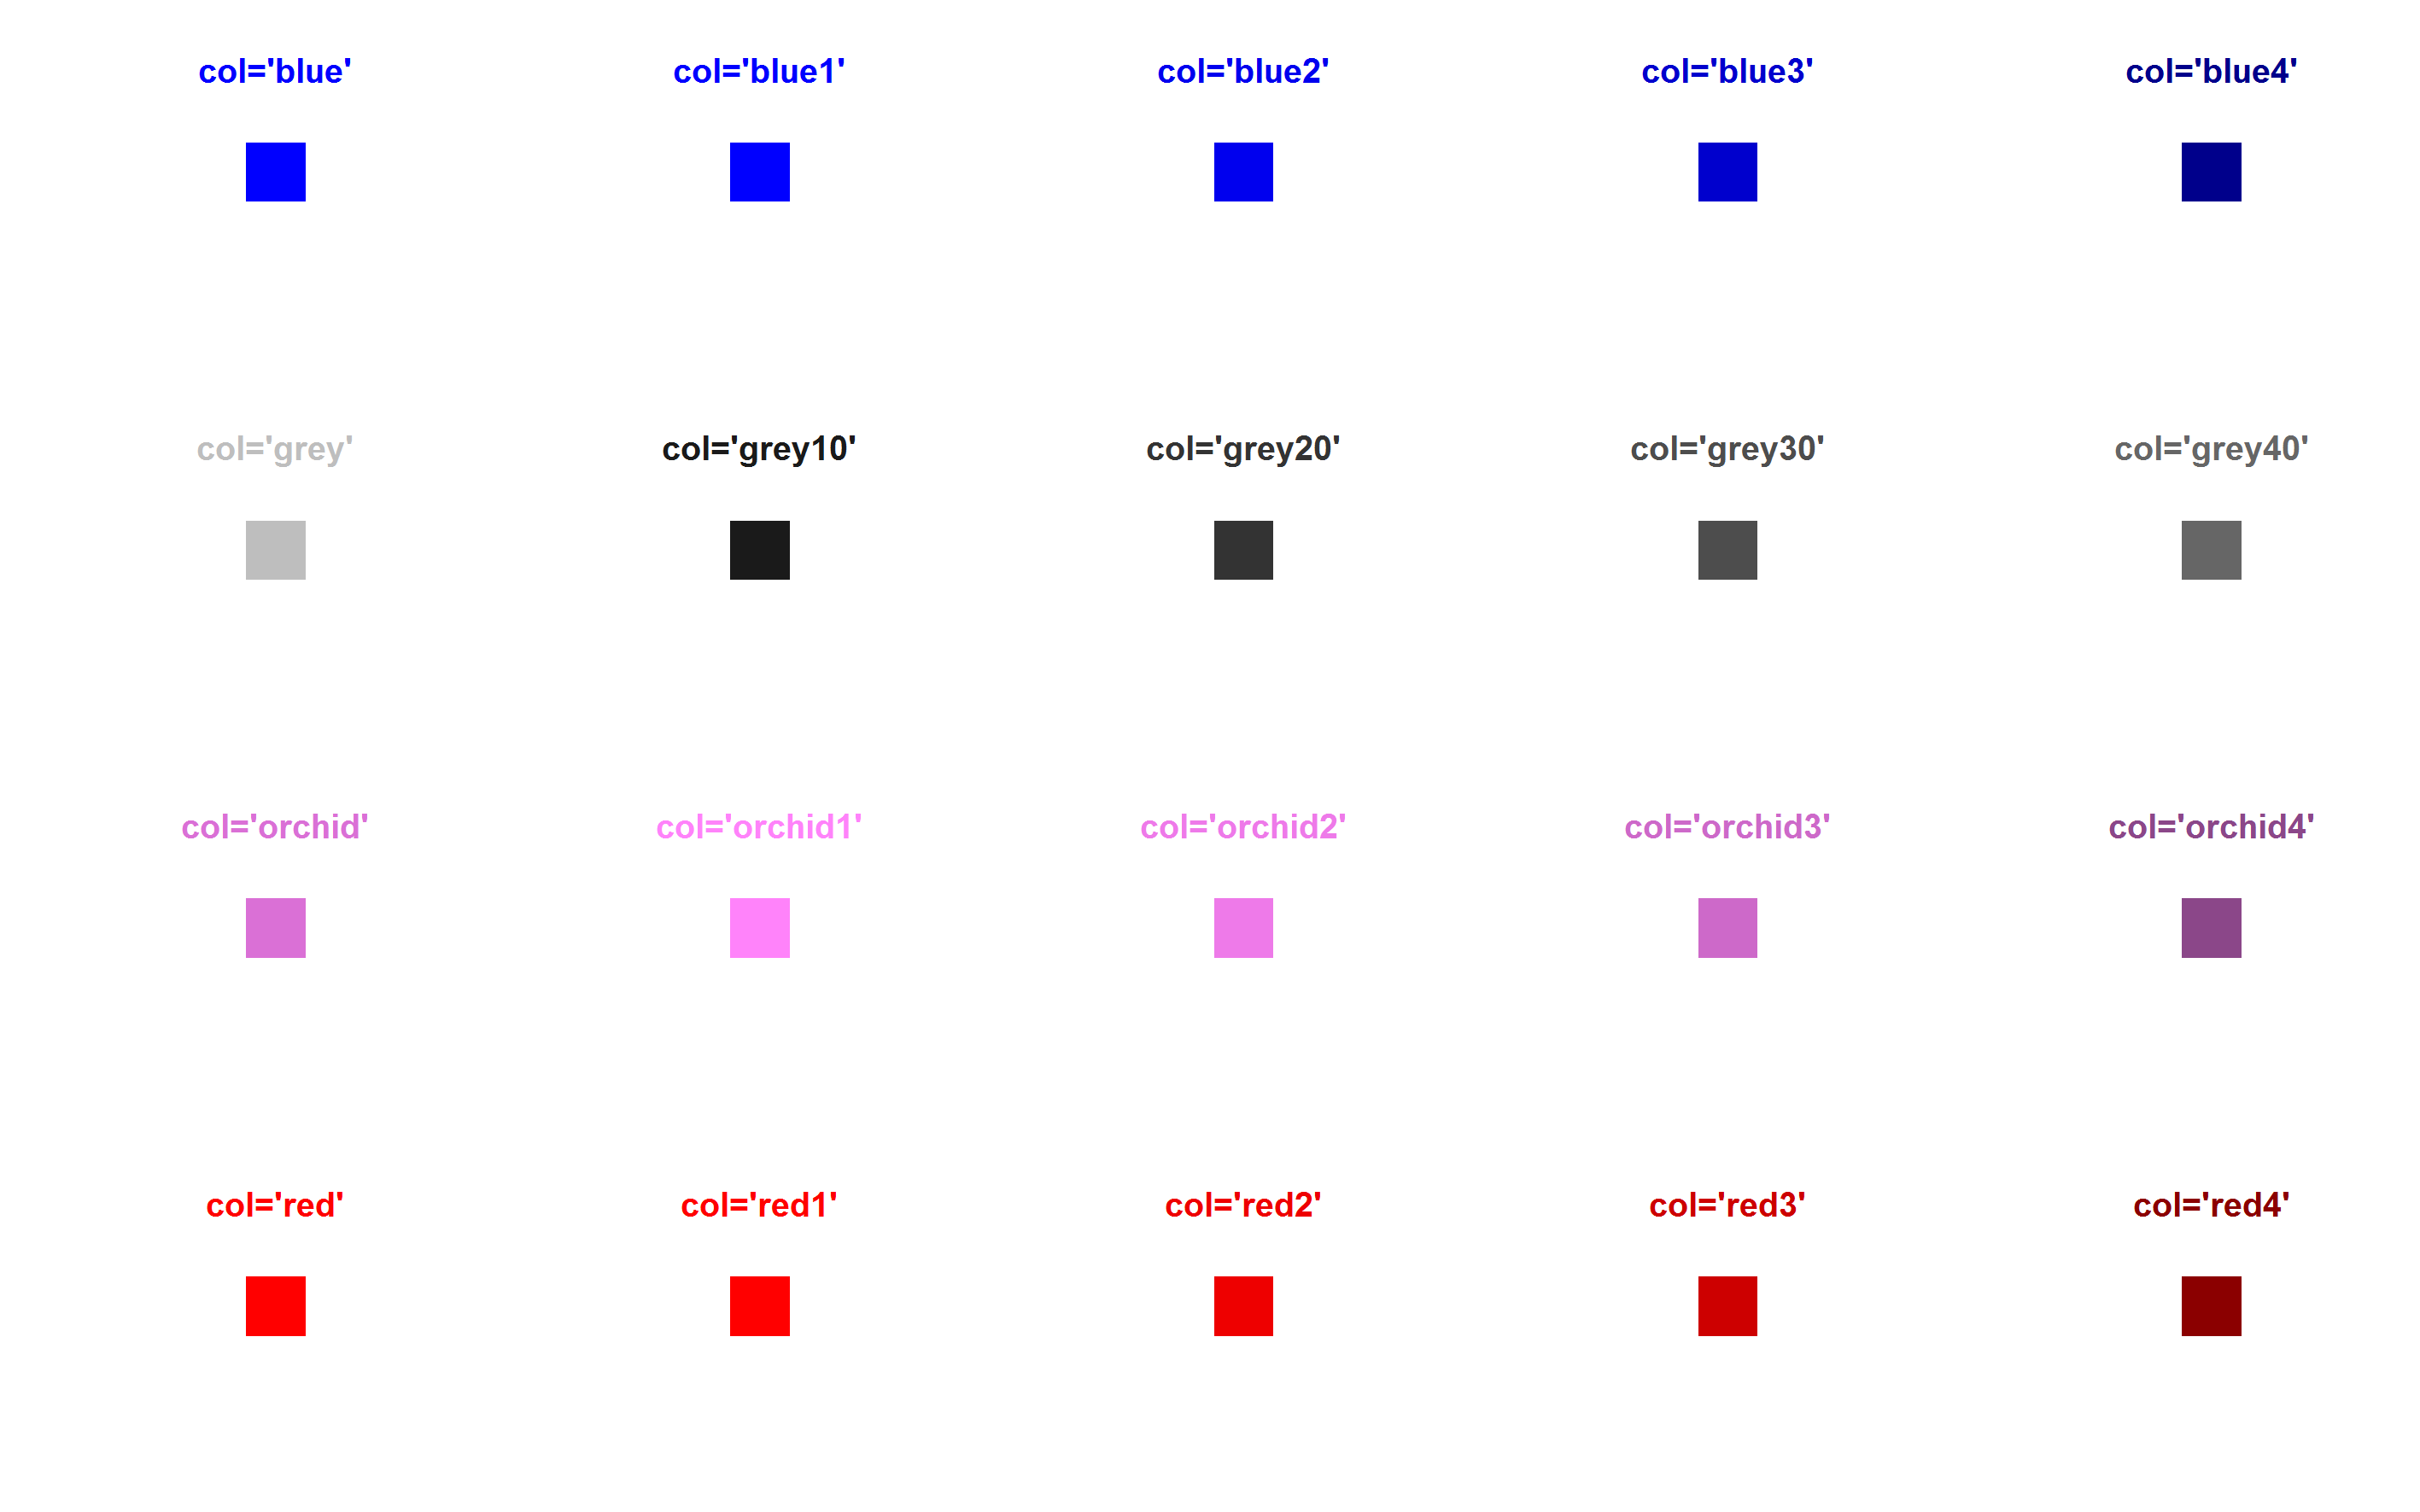 col='blue' col='blue1' col='blue2' col='blue3' col='blue4'
col='grey' col='grey10' col='grey20' col='grey30' col='grey40'
col='orchid' col='orchid1' col='orchid2' col='orchid3' col='orchid4'
col='red' col='red1' col='red2' col='red3' col='red4'